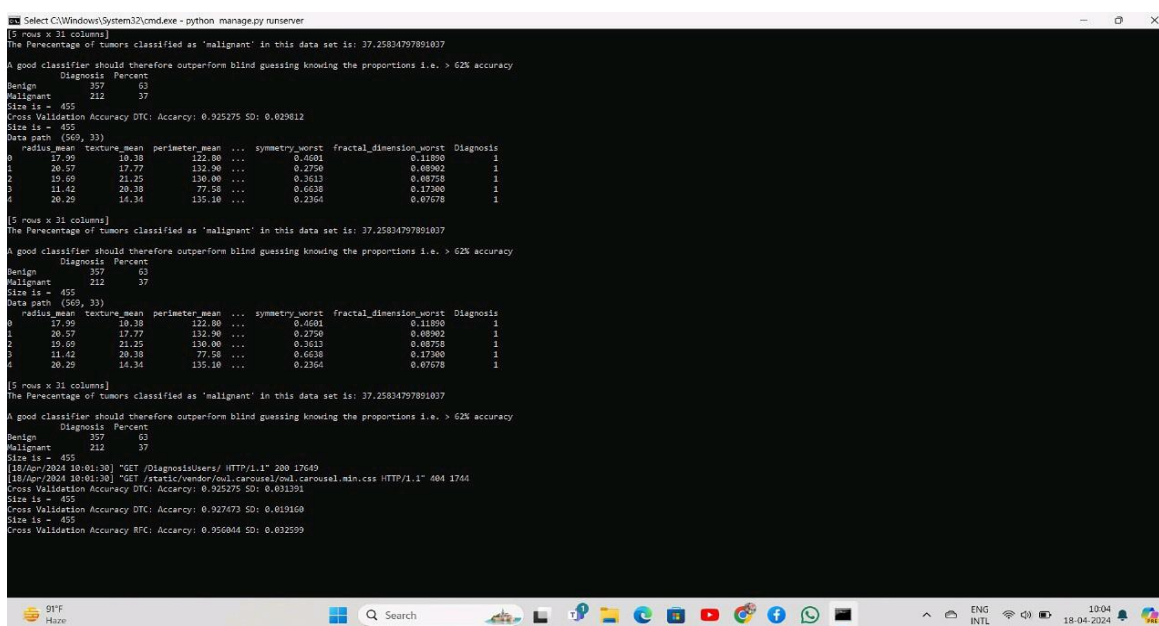 Select C:\Windows\System32\cmd.exe - python manage.py runserver
[5 rows x 31 columns]
The Perecentage of tumors classified as 'malignant' in this data set is: 37.25834797891037
A good classifier should therefore outperform blind guessing knowing the proportions i.e. > 62% accuracy
Diagnosis Percent
Benign 357 63
Malignant 212 37
Size is = 455
Cross Validation Accuracy DTC: Accarcy: 0.925275 SD: 0.029812
Size is = 455
Data path (569, 33)
radius_mean texture_mean perimeter_mean ... symmetry_worst fractal_dimension_worst Diagnosis
0 17.99 10.38 122.80 ... 0.4601 0.11890 1
1 20.57 17.77 132.90 ... 0.2750 0.08902 1
2 19.69 21.25 130.00 ... 0.3613 0.08758 1
3 11.42 20.38 77.58 ... 0.6638 0.17300 1
4 20.29 14.34 135.10 ... 0.2364 0.07678 1
[5 rows x 31 columns]
The Perecentage of tumors classified as 'malignant' in this data set is: 37.25834797891037
A good classifier should therefore outperform blind guessing knowing the proportions i.e. > 62% accuracy
Diagnosis Percent
Benign 357 63
Malignant 212 37
Size is = 455
Data path (569, 33)
radius_mean texture_mean perimeter_mean ... symmetry_worst fractal_dimension_worst Diagnosis
0 17.99 10.38 122.80 ... 0.4601 0.11890 1
1 20.57 17.77 132.90 ... 0.2750 0.08902 1
2 19.69 21.25 130.00 ... 0.3613 0.08758 1
3 11.42 20.38 77.58 ... 0.6638 0.17300 1
4 20.29 14.34 135.10 ... 0.2364 0.07678 1
[5 rows x 31 columns]
The Perecentage of tumors classified as 'malignant' in this data set is: 37.25834797891037
A good classifier should therefore outperform blind guessing knowing the proportions i.e. > 62% accuracy
Diagnosis Percent
Benign 357 63
Malignant 212 37
Size is = 455
[18/Apr/2024 10:01:30] "GET /DiagnosisUsers/ HTTP/1.1" 200 17649
[18/Apr/2024 10:01:30] "GET /static/vendor/owl.carousel/owl.carousel.min.css HTTP/1.1" 404 1744
Cross Validation Accuracy DTC: Accarcy: 0.925275 SD: 0.031391
Size is = 455
Cross Validation Accuracy DTC: Accarcy: 0.927473 SD: 0.019160
Size is = 455
Cross Validation Accuracy RFC: Accarcy: 0.956044 SD: 0.032599
91°F
Haze
Search
ENG
INTL
10:04
18-04-2024
PRE